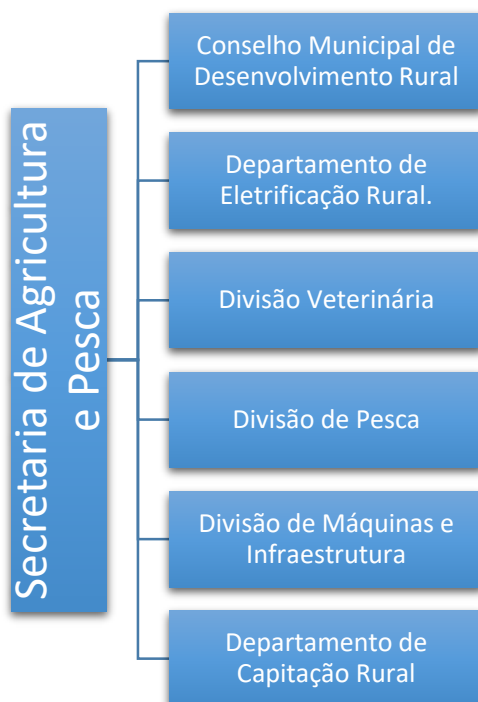 Secretaria de Agricultura
e Pesca
Conselho Municipal de
Desenvolvimento Rural
Departamento de
Eletrificação Rural.
Divisão Veterinária
Divisão de Pesca
Divisão de Máquinas e
Infraestrutura
Departamento de
Capitação Rural